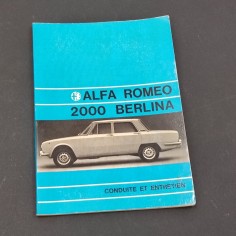 ALFA ROMEO
2000 BERLINA
CONDUITE ET ENTRETIEN